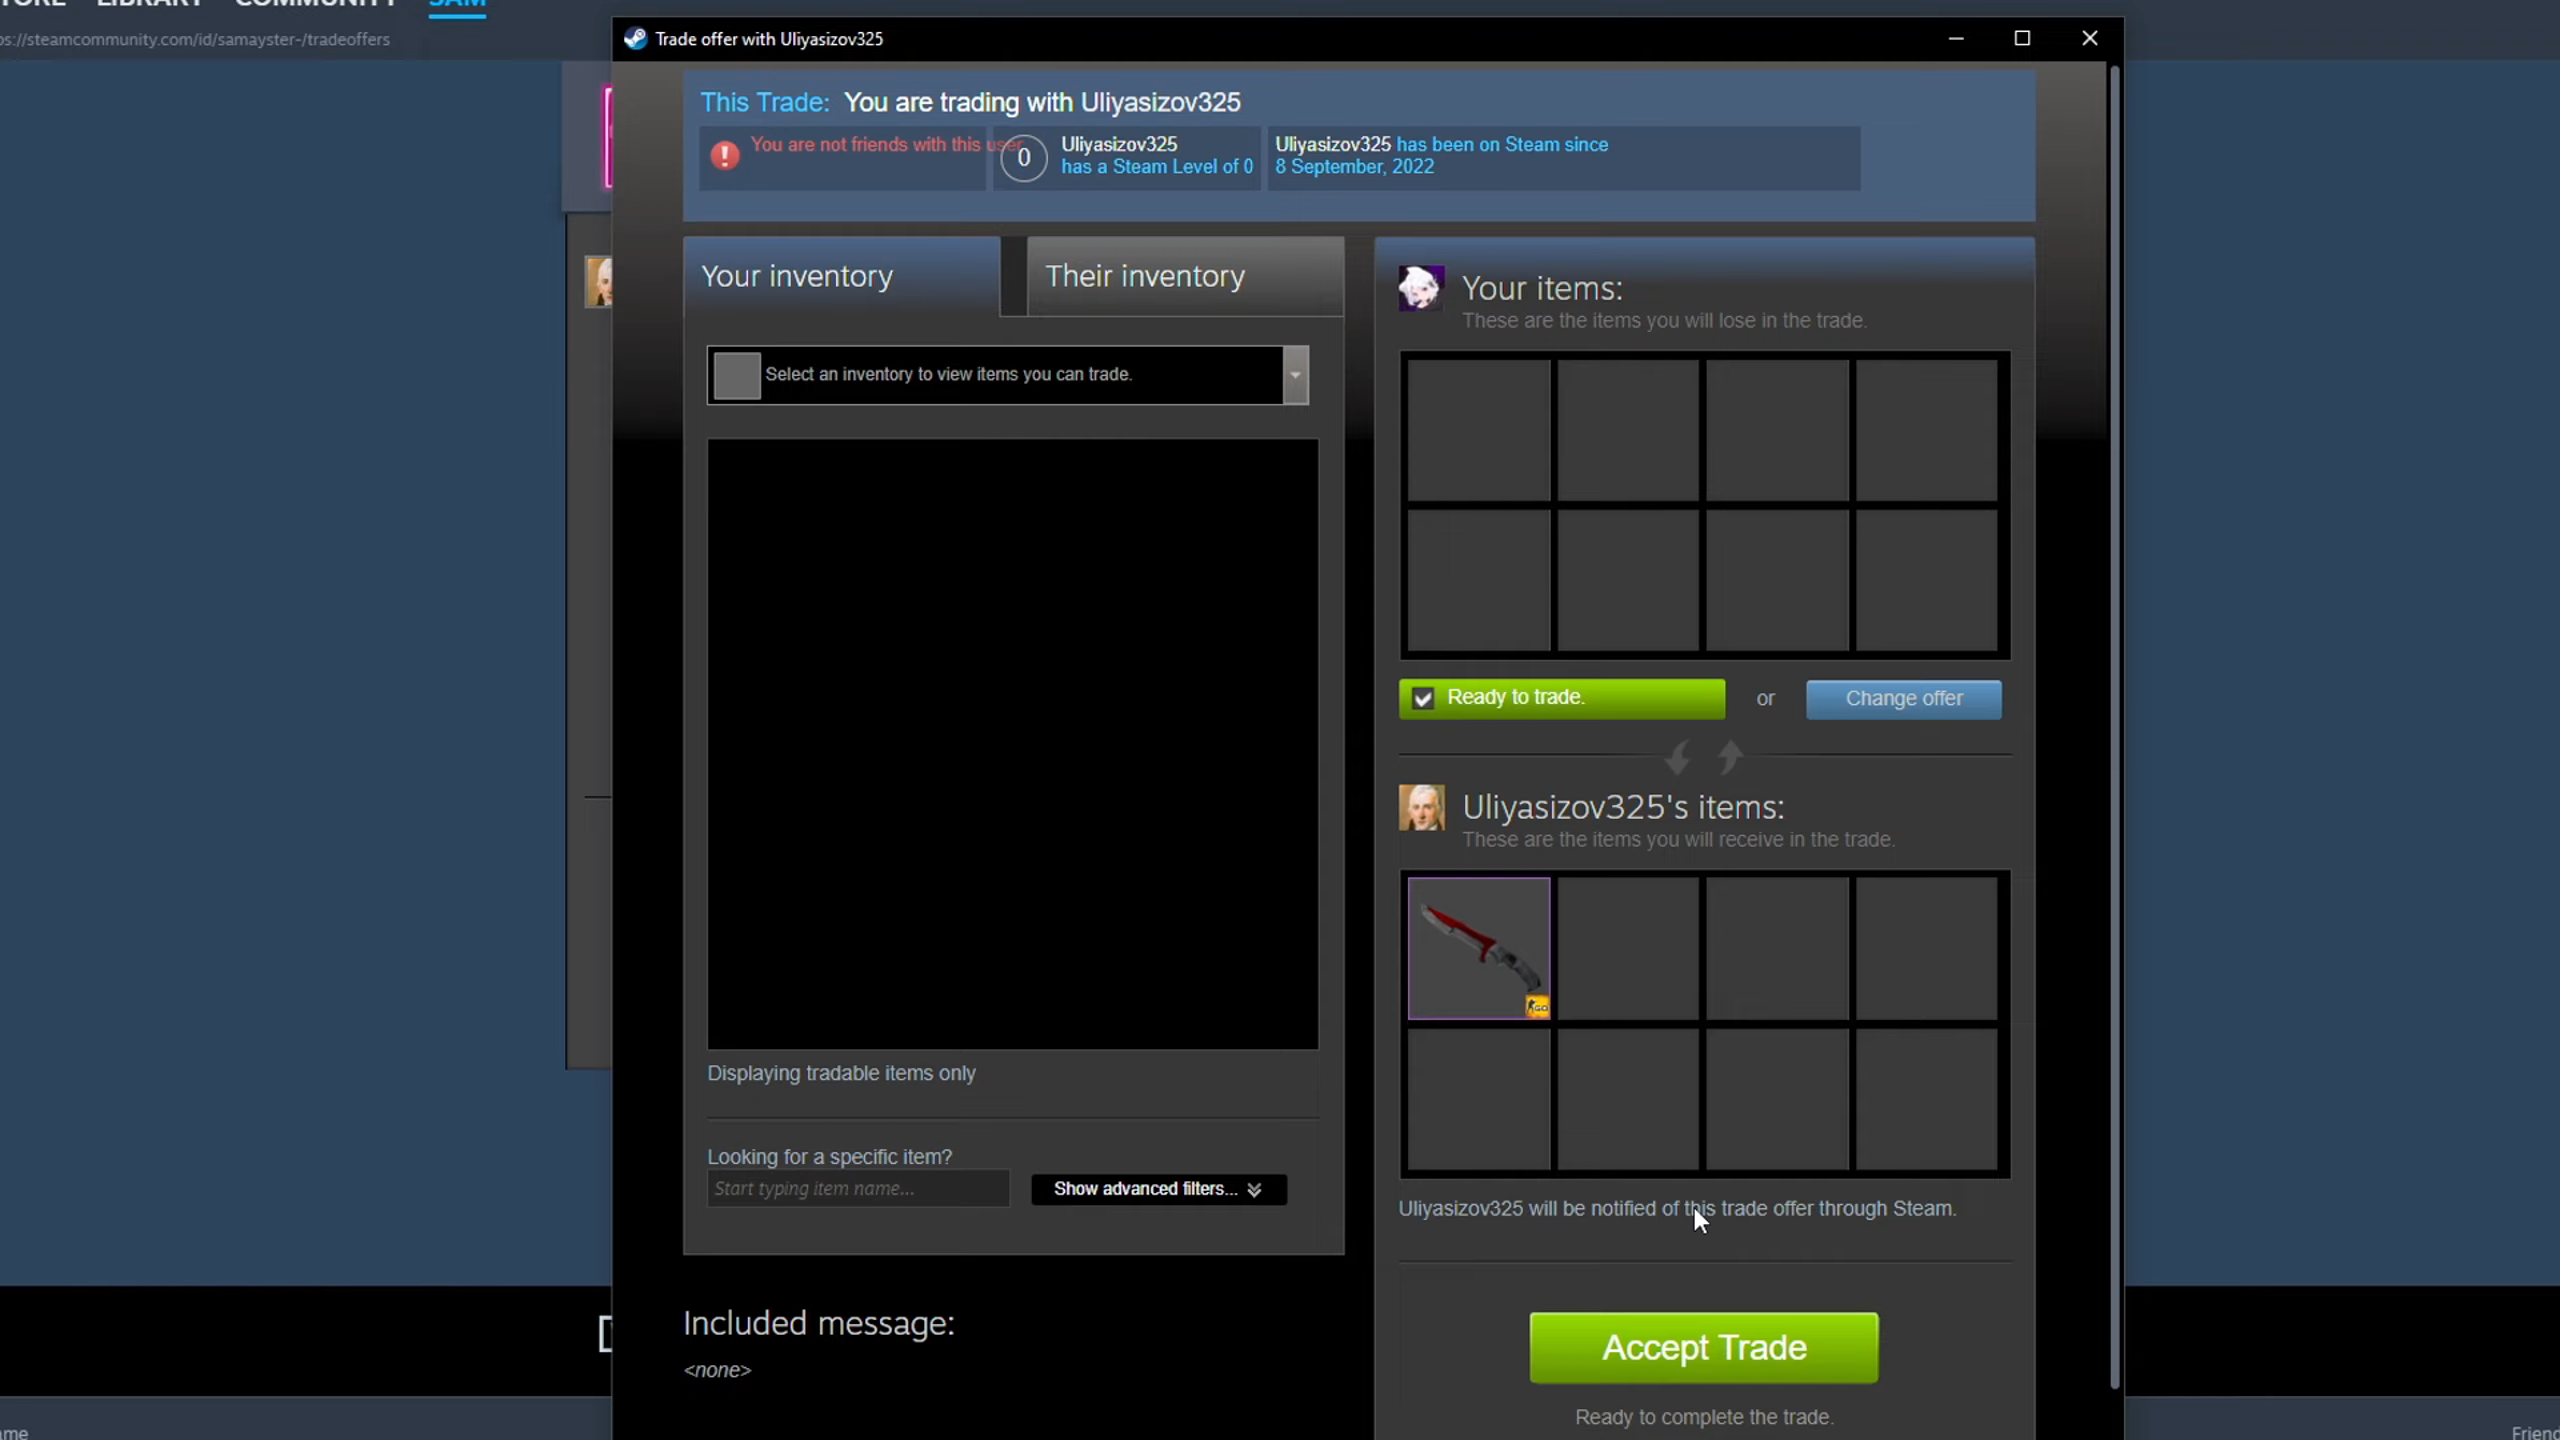 LIBRARY COMMUNITY SAM
ps://steamcommunity.com/id/samayster-/tradeoffers
Trade offer with Uliyasizov325
This Trade: You are trading with Uliyasizov325
You are not friends with this user
0
Uliyasizov325
has a Steam Level of 0
Uliyasizov325 has been on Steam since
8 September, 2022
Your inventory
Their inventory
Select an inventory to view items you can trade.
Displaying tradable items only
Looking for a specific item?
Start typing item name...
Show advanced filters...
Included message:
<none>
Your items:
These are the items you will lose in the trade.
Ready to trade.
or
Change offer
Uliyasizov325's items:
These are the items you will receive in the trade.
GO
Uliyasizov325 will be notified of this trade offer through Steam.
Accept Trade
Ready to complete the trade.